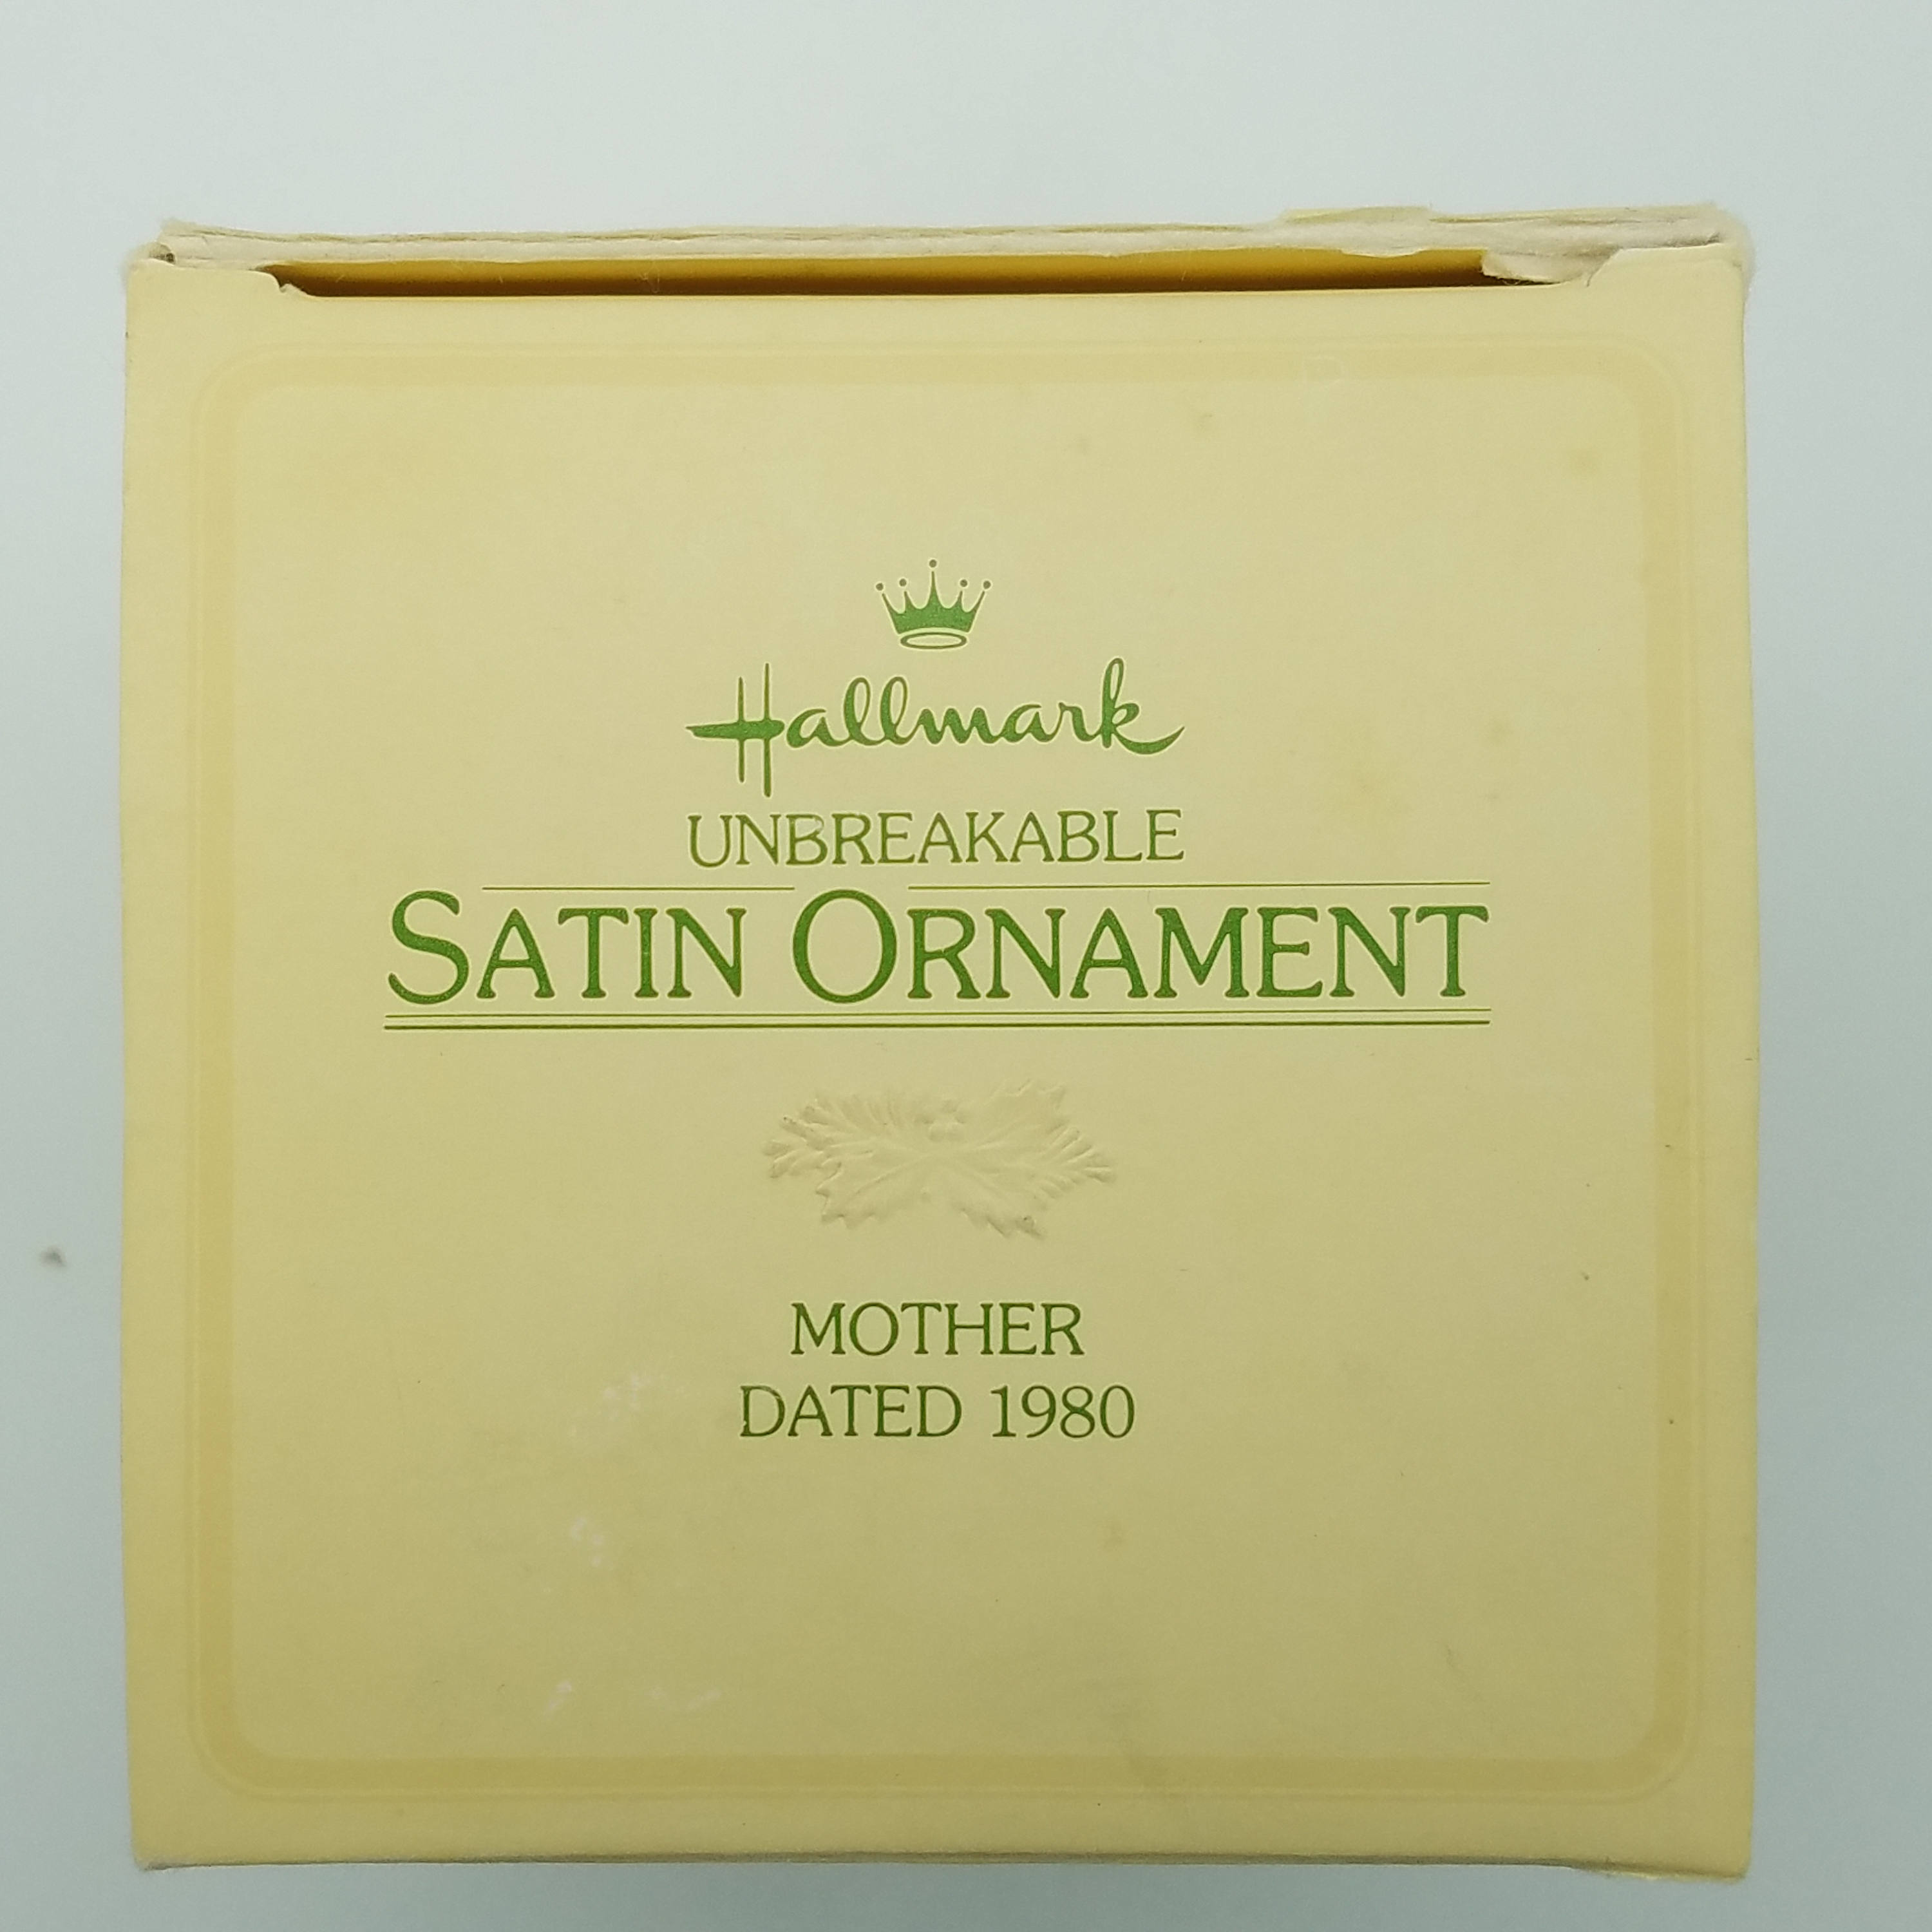 Hallmark
UNBREAKABLE
SATIN ORNAMENT
MOTHER
DATED 1980